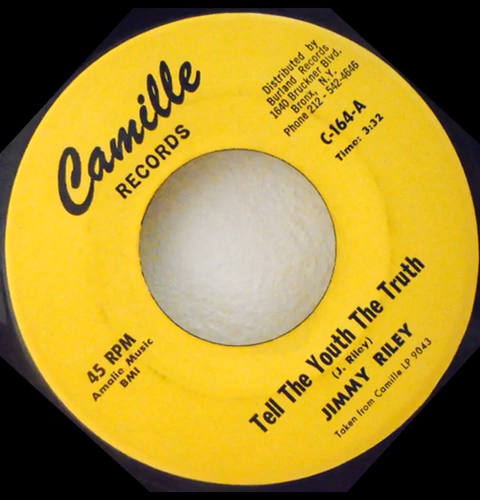 Camille
RECORDS
Distributed by
Burland Records
1640 Bruckner Blvd.
Bronx, N.Y.
Phone 212 - 542-4646
C-164-A
Time: 3:32
45 RPM
Amalie Music
BMI
Tell The Youth The Truth
(J. Riley)
JIMMY RILEY
Taken from Camille LP 9043